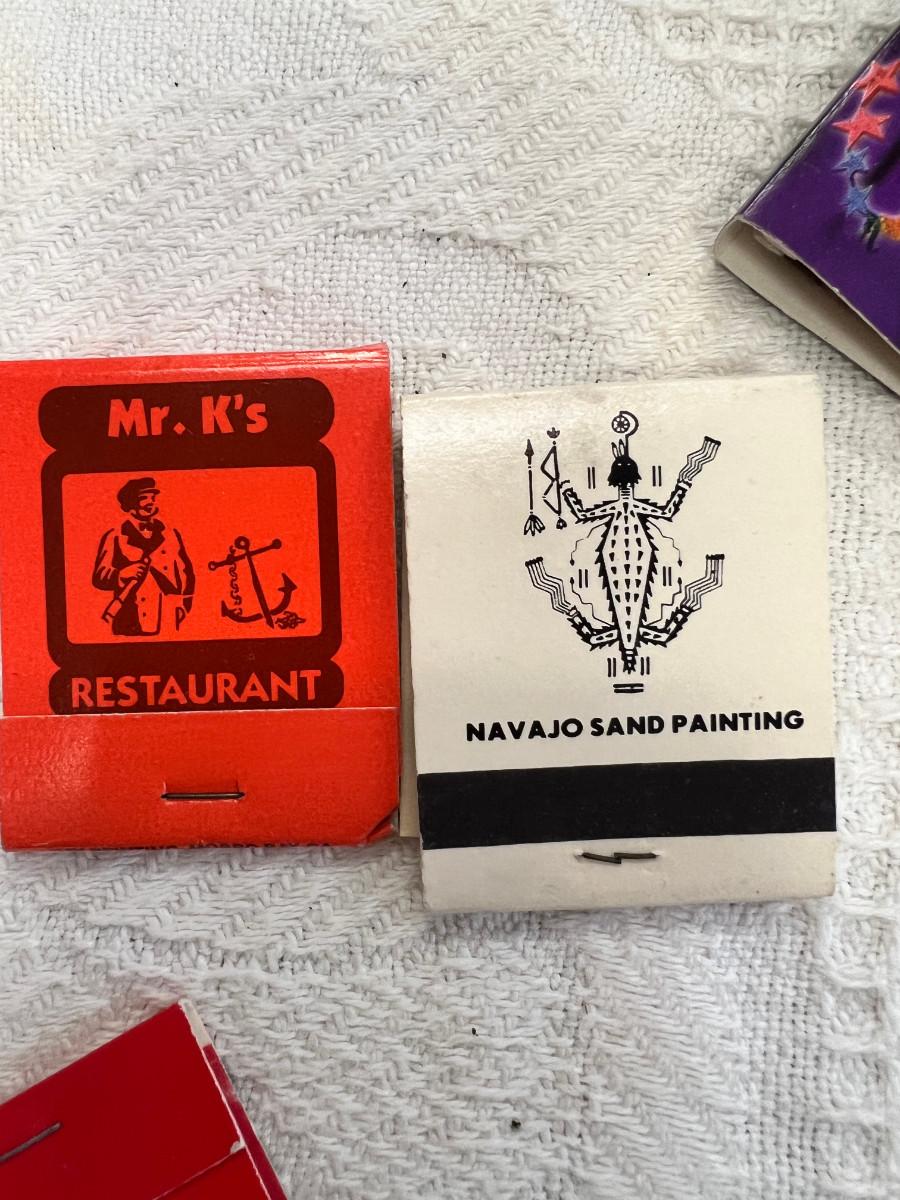 Mr. K's
RESTAURANT
NAVAJO SAND PAINTING